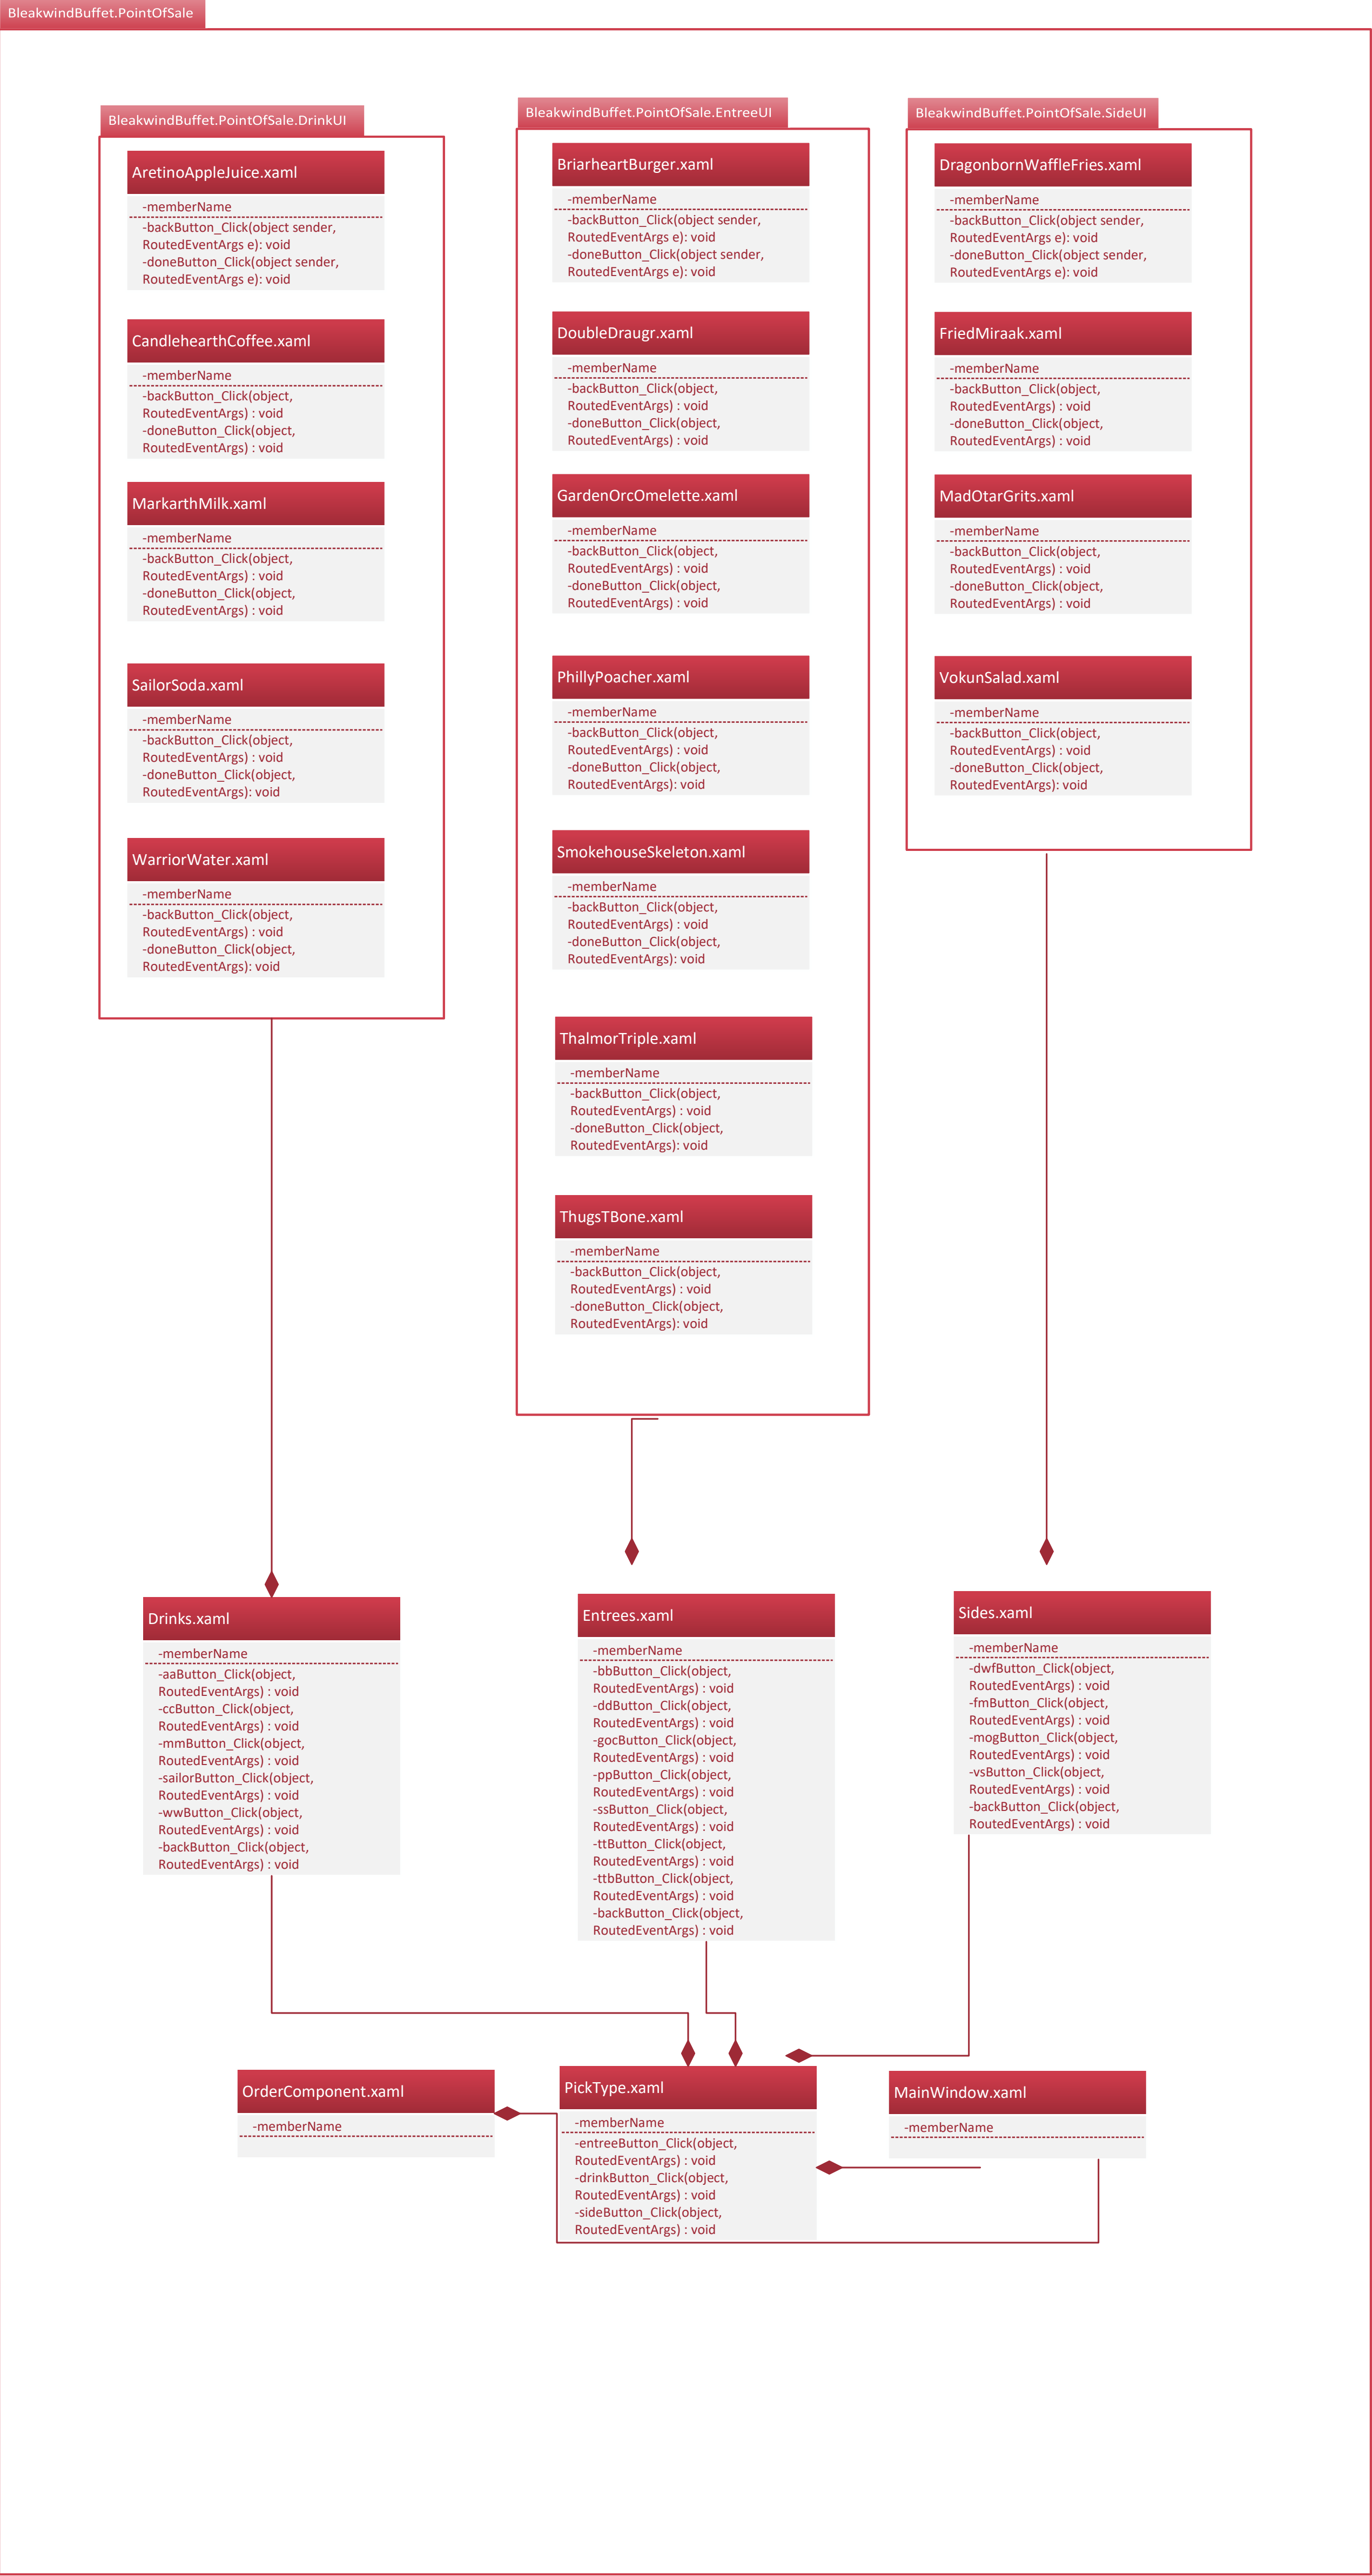 BleakwindBuffet.PointOfSale
BleakwindBuffet.PointOfSale.DrinkUI
AretinoAppleJuice.xaml
-memberName
-backButton_Click(object sender,
RoutedEventArgs e): void
-doneButton_Click(object sender,
RoutedEventArgs e): void
CandlehearthCoffee.xaml
-memberName
-backButton_Click(object,
RoutedEventArgs) : void
-doneButton_Click(object,
RoutedEventArgs) : void
MarkarthMilk.xaml
-memberName
-backButton_Click(object,
RoutedEventArgs) : void
-doneButton_Click(object,
RoutedEventArgs) : void
SailorSoda.xaml
-memberName
-backButton_Click(object,
RoutedEventArgs) : void
-doneButton_Click(object,
RoutedEventArgs): void
WarriorWater.xaml
-memberName
-backButton_Click(object,
RoutedEventArgs) : void
-doneButton_Click(object,
RoutedEventArgs): void
BleakwindBuffet.PointOfSale.EntreeUI
BriarheartBurger.xaml
-memberName
-backButton_Click(object sender,
RoutedEventArgs e): void
-doneButton_Click(object sender,
RoutedEventArgs e): void
DoubleDraugr.xaml
-memberName
-backButton_Click(object,
RoutedEventArgs) : void
-doneButton_Click(object,
RoutedEventArgs) : void
GardenOrcOmelette.xaml
-memberName
-backButton_Click(object,
RoutedEventArgs) : void
-doneButton_Click(object,
RoutedEventArgs) : void
PhillyPoacher.xaml
-memberName
-backButton_Click(object,
RoutedEventArgs) : void
-doneButton_Click(object,
RoutedEventArgs): void
SmokehouseSkeleton.xaml
-memberName
-backButton_Click(object,
RoutedEventArgs) : void
-doneButton_Click(object,
RoutedEventArgs): void
ThalmorTriple.xaml
-memberName
-backButton_Click(object,
RoutedEventArgs) : void
-doneButton_Click(object,
RoutedEventArgs): void
ThugsTBone.xaml
-memberName
-backButton_Click(object,
RoutedEventArgs) : void
-doneButton_Click(object,
RoutedEventArgs): void
BleakwindBuffet.PointOfSale.SideUI
DragonbornWaffleFries.xaml
-memberName
-backButton_Click(object sender,
RoutedEventArgs e): void
-doneButton_Click(object sender,
RoutedEventArgs e): void
FriedMiraak.xaml
-memberName
-backButton_Click(object,
RoutedEventArgs) : void
-doneButton_Click(object,
RoutedEventArgs) : void
MadOtarGrits.xaml
-memberName
-backButton_Click(object,
RoutedEventArgs) : void
-doneButton_Click(object,
RoutedEventArgs) : void
VokunSalad.xaml
-memberName
-backButton_Click(object,
RoutedEventArgs) : void
-doneButton_Click(object,
RoutedEventArgs): void
Drinks.xaml
-memberName
-aaButton_Click(object,
RoutedEventArgs) : void
-ccButton_Click(object,
RoutedEventArgs) : void
-mmButton_Click(object,
RoutedEventArgs) : void
-sailorButton_Click(object,
RoutedEventArgs) : void
-wwButton_Click(object,
RoutedEventArgs) : void
-backButton_Click(object,
RoutedEventArgs) : void
Entrees.xaml
-memberName
-bbButton_Click(object,
RoutedEventArgs) : void
-ddButton_Click(object,
RoutedEventArgs) : void
-gocButton_Click(object,
RoutedEventArgs) : void
-ppButton_Click(object,
RoutedEventArgs) : void
-ssButton_Click(object,
RoutedEventArgs) : void
-ttButton_Click(object,
RoutedEventArgs) : void
-ttbButton_Click(object,
RoutedEventArgs) : void
-backButton_Click(object,
RoutedEventArgs) : void
Sides.xaml
-memberName
-dwfButton_Click(object,
RoutedEventArgs) : void
-fmButton_Click(object,
RoutedEventArgs) : void
-mogButton_Click(object,
RoutedEventArgs) : void
-vsButton_Click(object,
RoutedEventArgs) : void
-backButton_Click(object,
RoutedEventArgs) : void
OrderComponent.xaml
-memberName
PickType.xaml
-memberName
-entreeButton_Click(object,
RoutedEventArgs) : void
-drinkButton_Click(object,
RoutedEventArgs) : void
-sideButton_Click(object,
RoutedEventArgs) : void
MainWindow.xaml
-memberName